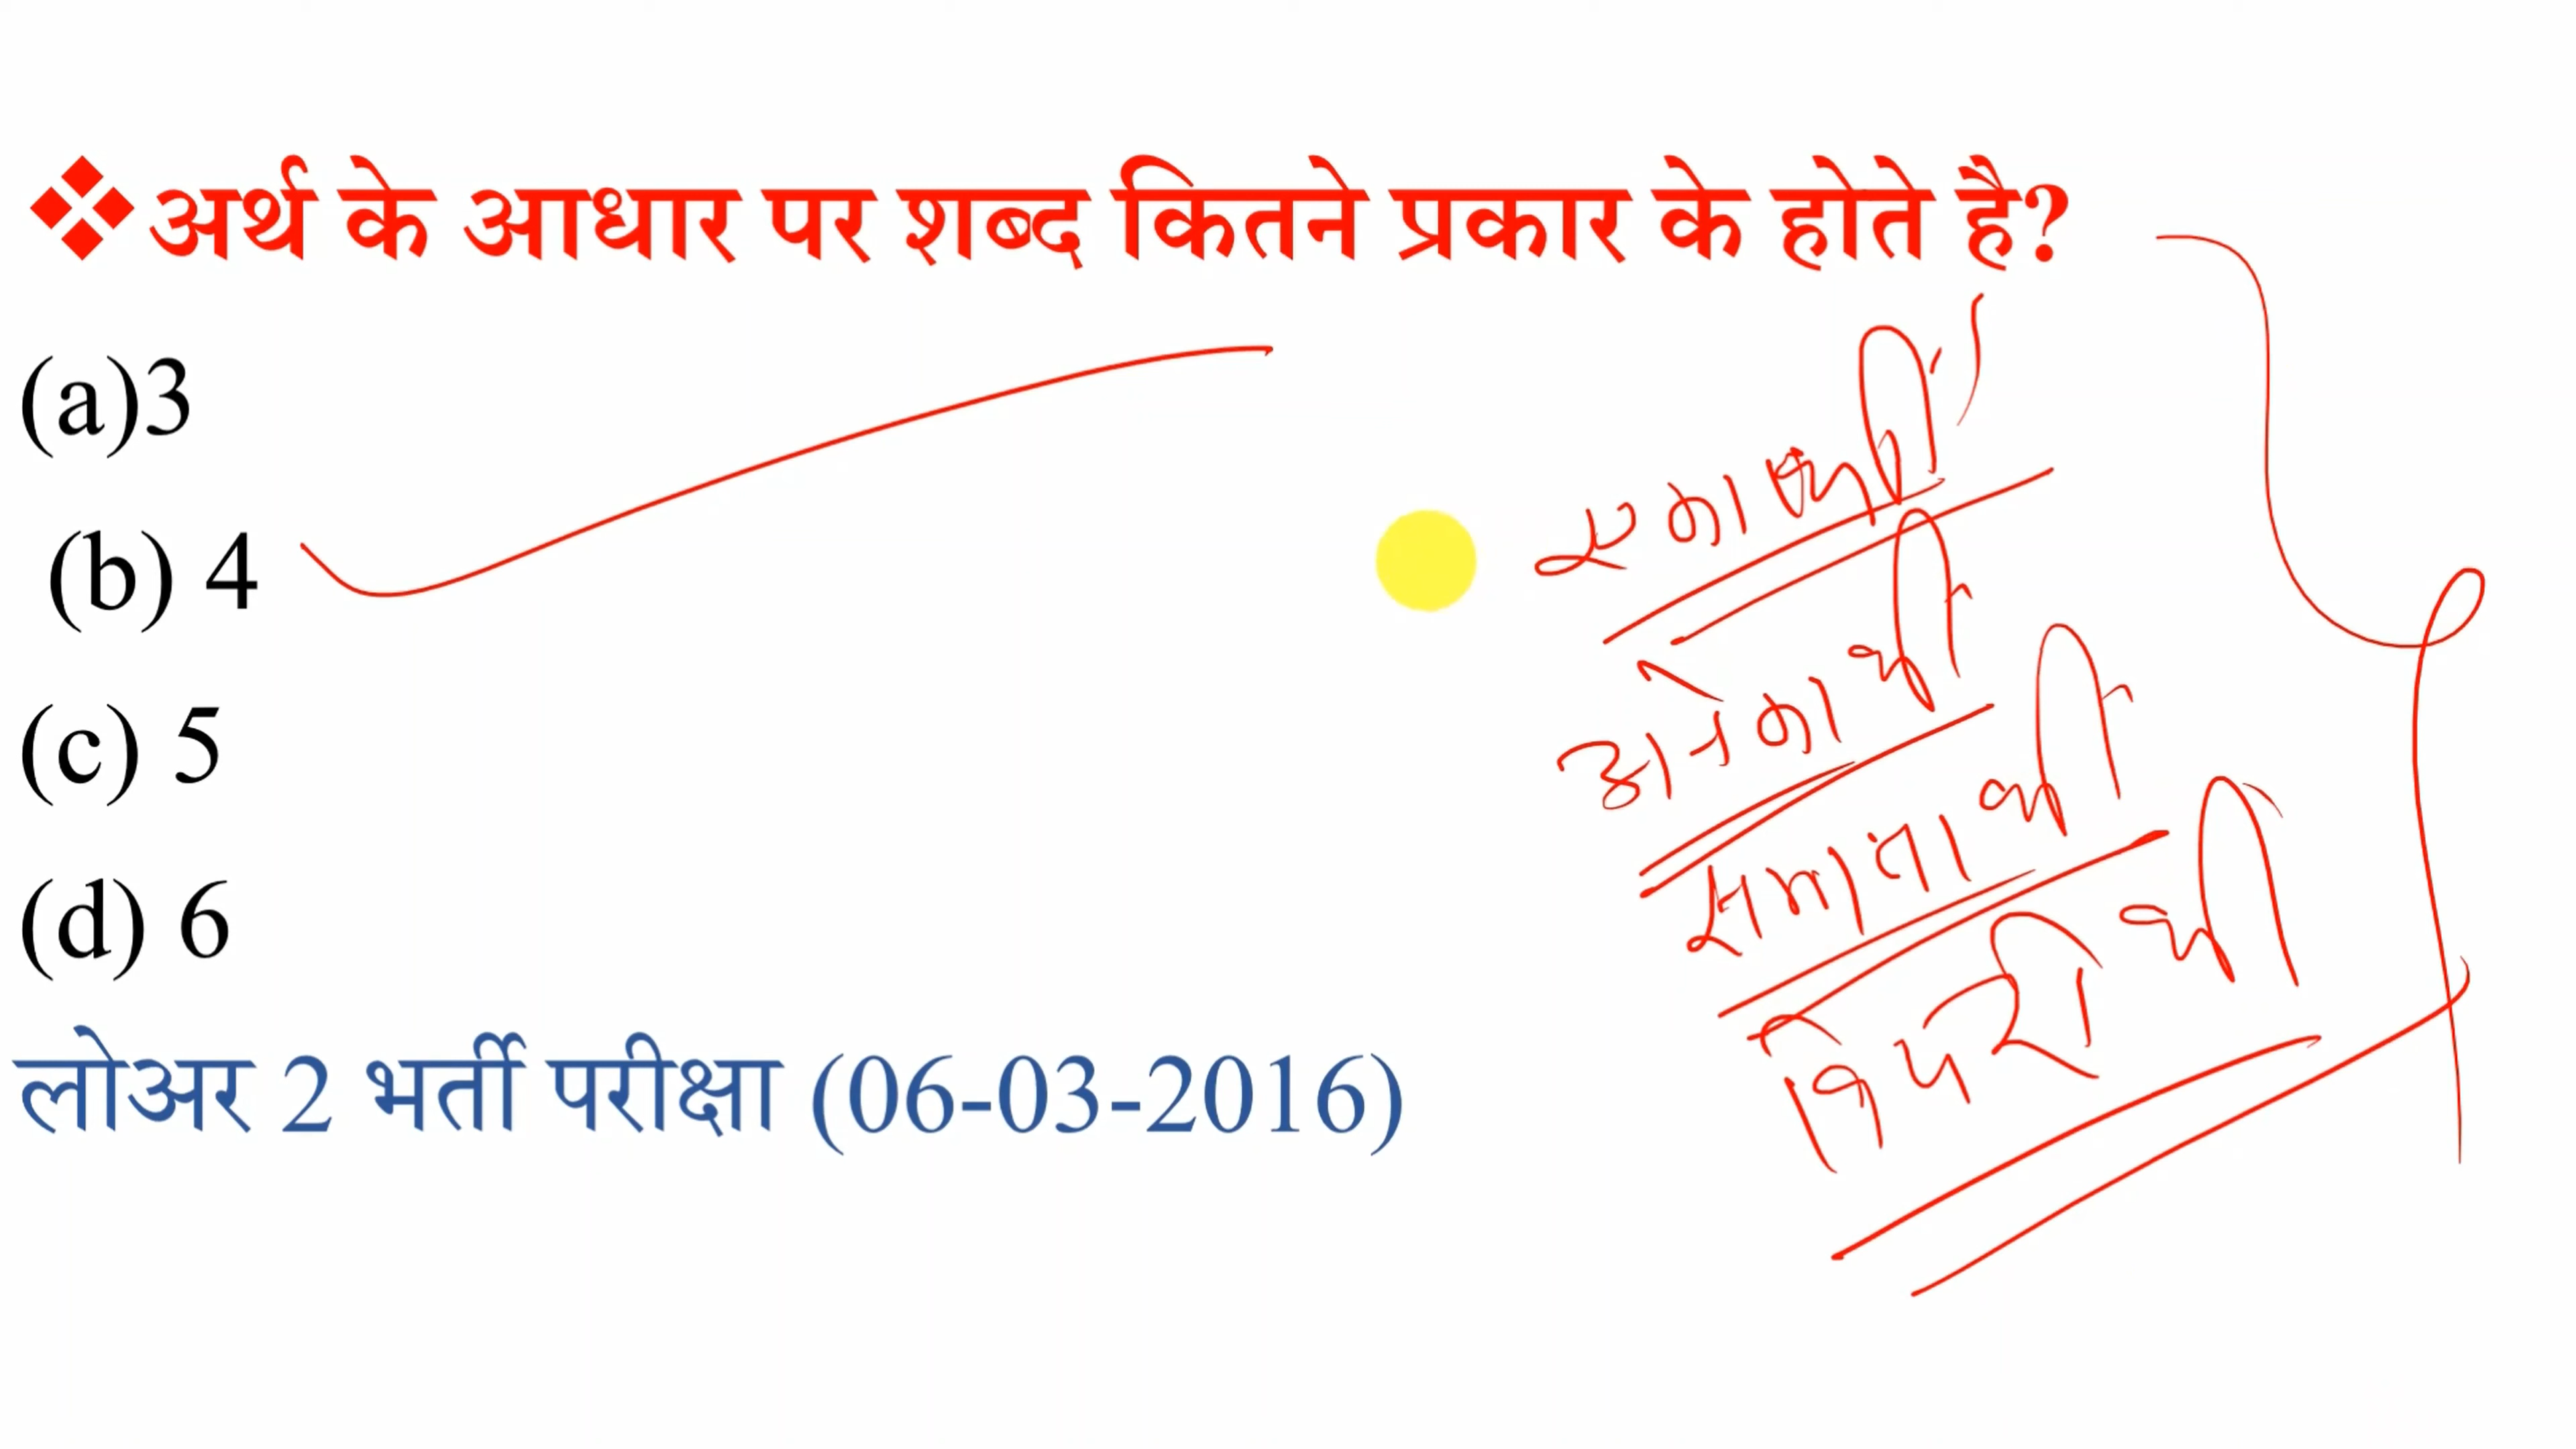 ❖अर्थ के आधार पर शब्द कितने प्रकार के होते है?
(a)3
(b) 4
(c) 5
(d) 6
लोअर 2 भर्ती परीक्षा (06-03-2016)
एकार्थी
अनेकार्थी
समानार्थी
विपरीतार्थी